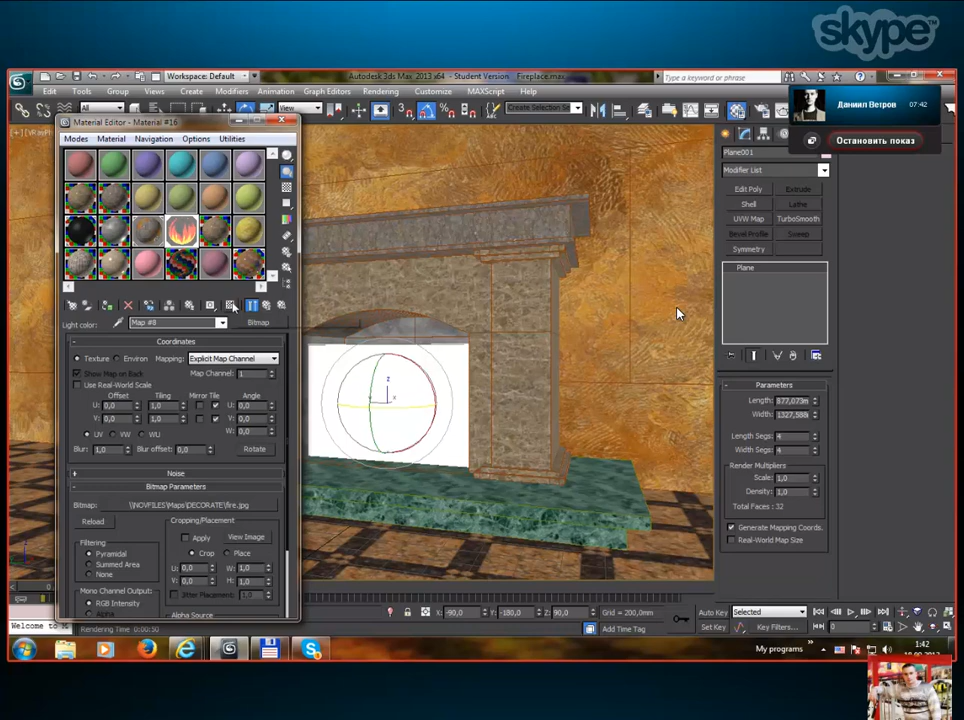 skype
Autodesk 3ds Max 2013 x64 - Student Version Fireplace.max
Workspace: Default
Type a keyword or phrase
Edit Tools Group Views Create Modifiers Animation Graph Editors Rendering Customize MAXScript Help
All
View
Create Selection Se
Даниил Ветров 07:42
Остановить показ
Material Editor - Material #16
Modes Material Navigation Options Utilities
Light color: Map #8 Bitmap
Coordinates
Texture Environ Mapping: Explicit Map Channel
Show Map on Back Map Channel: 1
Use Real-World Scale
Offset Tiling Mirror Tile Angle
U: 0,0 1,0 U: 0,0
V: 0,0 1,0 V: 0,0
W: 0,0
UV VW WU
Blur: 1,0 Blur offset: 0,0 Rotate
Noise
Bitmap Parameters
Bitmap: \\NOVFILES\Maps\DECORATE\fire.jpg
Reload
Cropping/Placement
Apply View Image
Crop Place
U: 0,0 W: 1,0
V: 0,0 H: 1,0
Jitter Placement: 1,0
Filtering
Pyramidal
Summed Area
None
Mono Channel Output:
RGB Intensity
Alpha
Alpha Source
Plane001
Modifier List
Edit Poly Extrude
Shell Lathe
UVW Map TurboSmooth
Bevel Profile Sweep
Symmetry
Plane
Parameters
Length: 877,073m
Width: 1327,588
Length Segs: 4
Width Segs: 4
Render Multipliers
Scale: 1,0
Density: 1,0
Total Faces : 32
Generate Mapping Coords.
Real-World Map Size
z
x
X: -90,0 Y: -180,0 Z: 90,0 Grid = 200,0mm
Auto Key Selected
Set Key Key Filters... 0
Add Time Tag
Welcome to M
Rendering Time 0:00:50
My programs
1:42